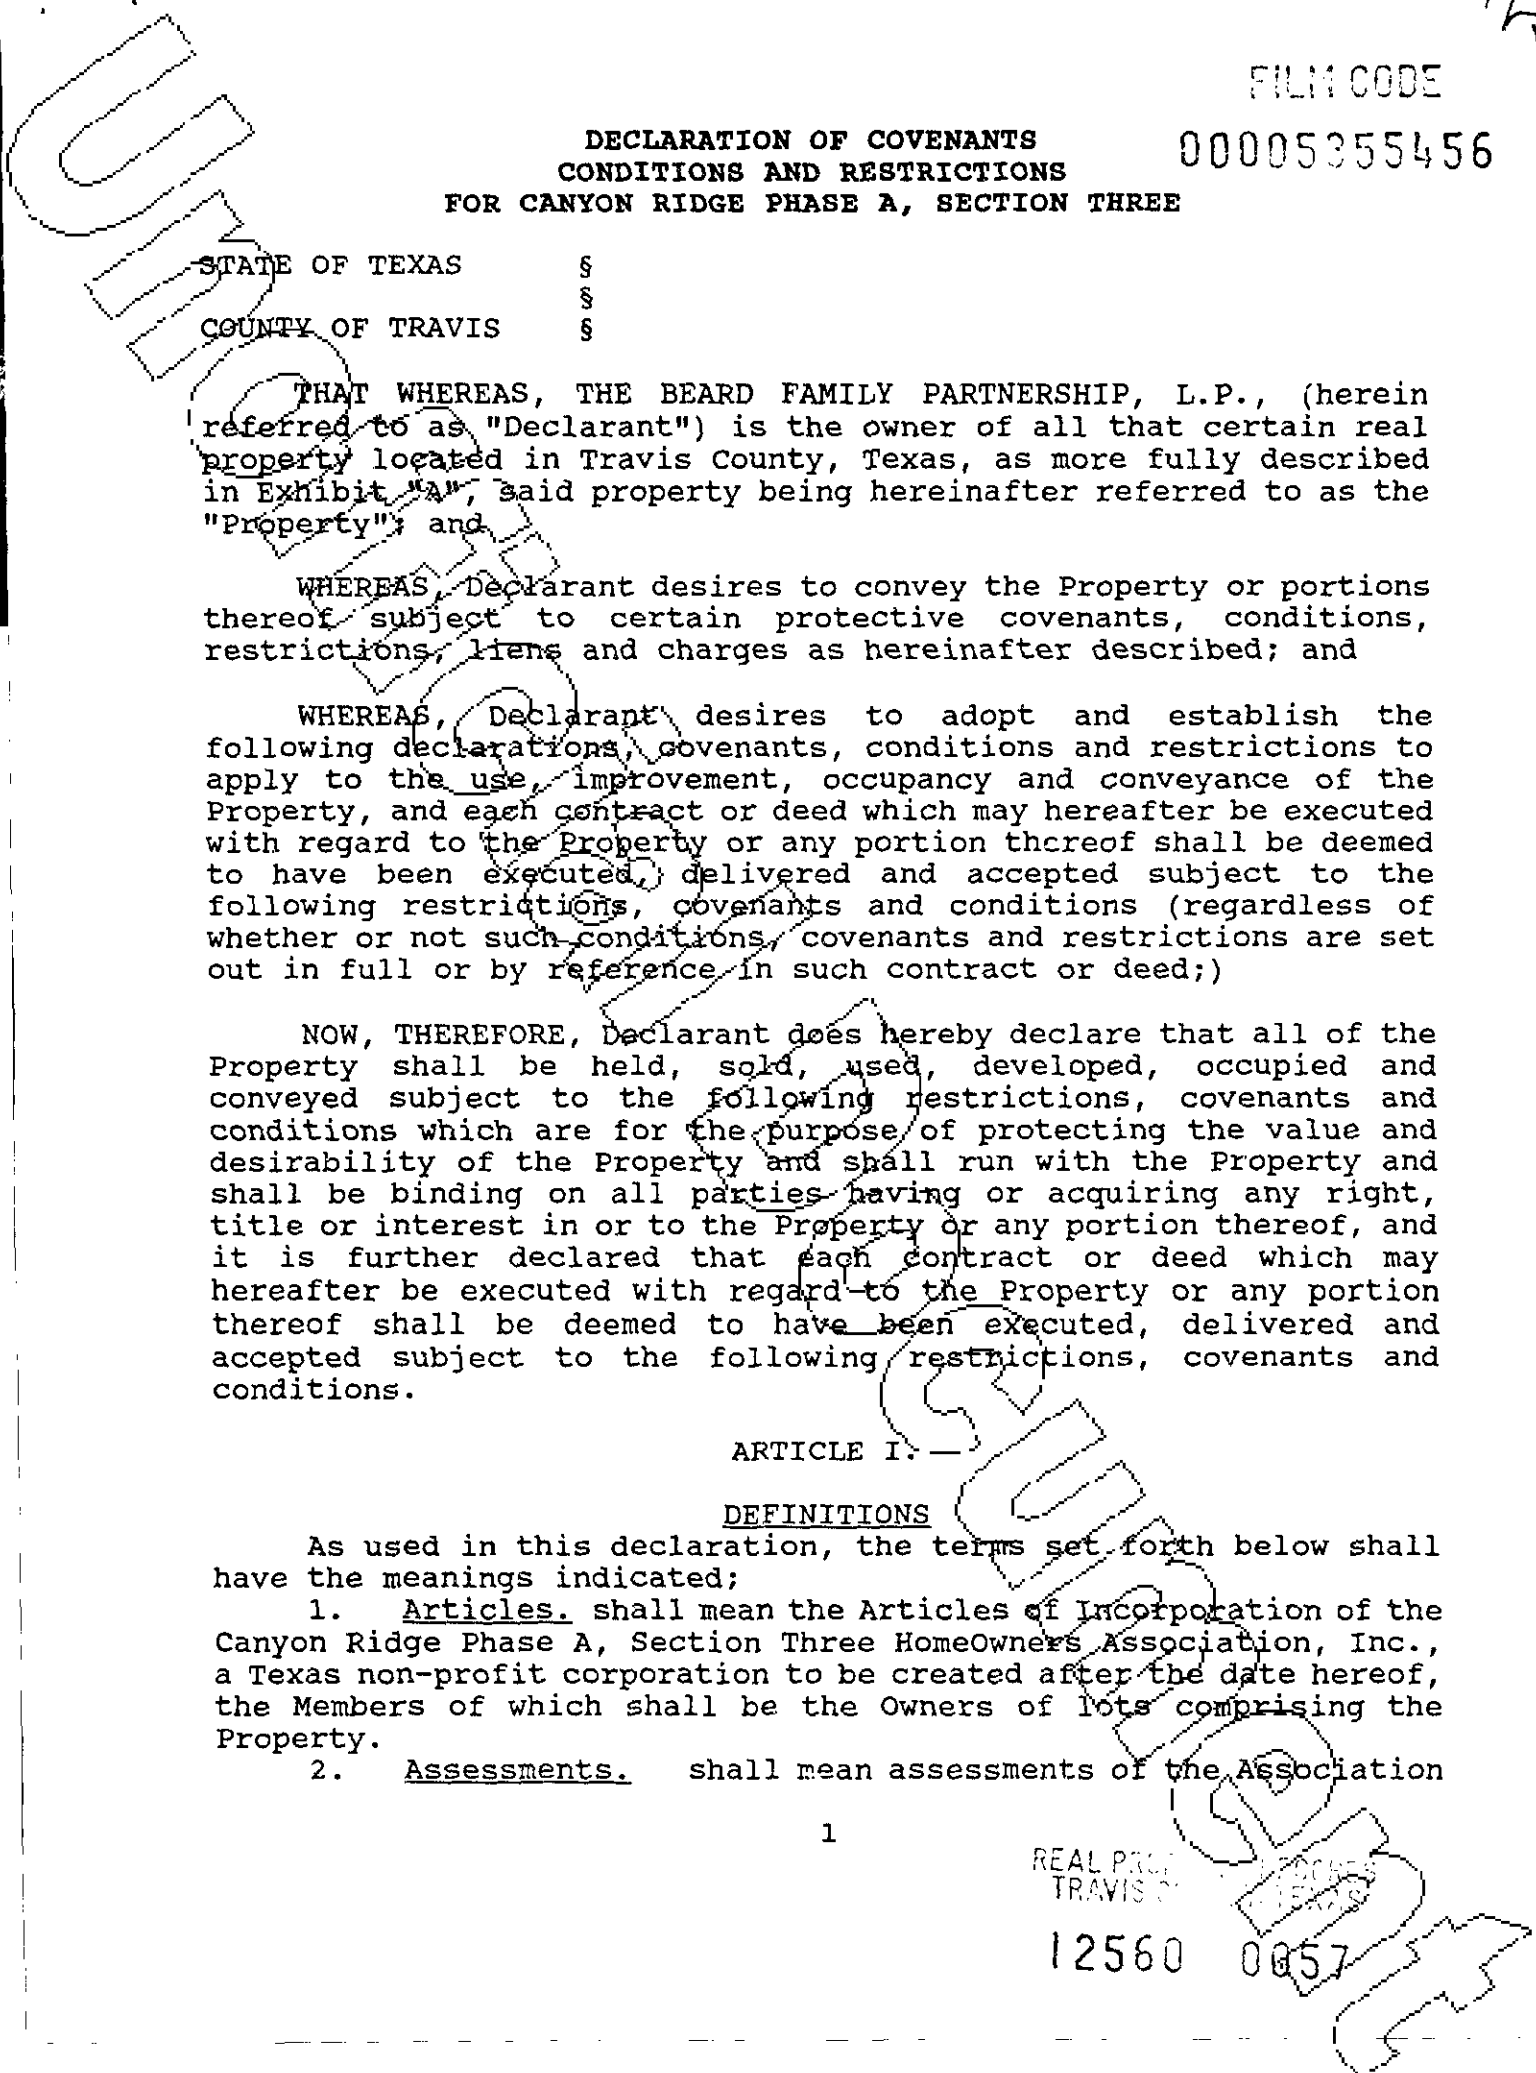 FILM CODE
00005355456
DECLARATION OF COVENANTS
CONDITIONS AND RESTRICTIONS
FOR CANYON RIDGE PHASE A, SECTION THREE
STATE OF TEXAS §
§
COUNTY OF TRAVIS §
THAT WHEREAS, THE BEARD FAMILY PARTNERSHIP, L.P., (herein
referred to as "Declarant") is the owner of all that certain real
property located in Travis County, Texas, as more fully described
in Exhibit "A", said property being hereinafter referred to as the
"Property"; and
WHEREAS, Declarant desires to convey the Property or portions
thereof subject to certain protective covenants, conditions,
restrictions, liens and charges as hereinafter described; and
WHEREAS, Declarant desires to adopt and establish the
following declarations, covenants, conditions and restrictions to
apply to the use, improvement, occupancy and conveyance of the
Property, and each contract or deed which may hereafter be executed
with regard to the Property or any portion thereof shall be deemed
to have been executed, delivered and accepted subject to the
following restrictions, covenants and conditions (regardless of
whether or not such conditions, covenants and restrictions are set
out in full or by reference in such contract or deed;)
NOW, THEREFORE, Declarant does hereby declare that all of the
Property shall be held, sold, used, developed, occupied and
conveyed subject to the following restrictions, covenants and
conditions which are for the purpose of protecting the value and
desirability of the Property and shall run with the Property and
shall be binding on all parties having or acquiring any right,
title or interest in or to the Property or any portion thereof, and
it is further declared that each contract or deed which may
hereafter be executed with regard to the Property or any portion
thereof shall be deemed to have been executed, delivered and
accepted subject to the following restrictions, covenants and
conditions.
ARTICLE I.
DEFINITIONS
As used in this declaration, the terms set forth below shall
have the meanings indicated;
1. Articles. shall mean the Articles of Incorporation of the
Canyon Ridge Phase A, Section Three HomeOwners Association, Inc.,
a Texas non-profit corporation to be created after the date hereof,
the Members of which shall be the Owners of lots comprising the
Property.
2. Assessments. shall mean assessments of the Association
1
REAL
TRAVIS TEXAS
12560 0057
Unofficial Document